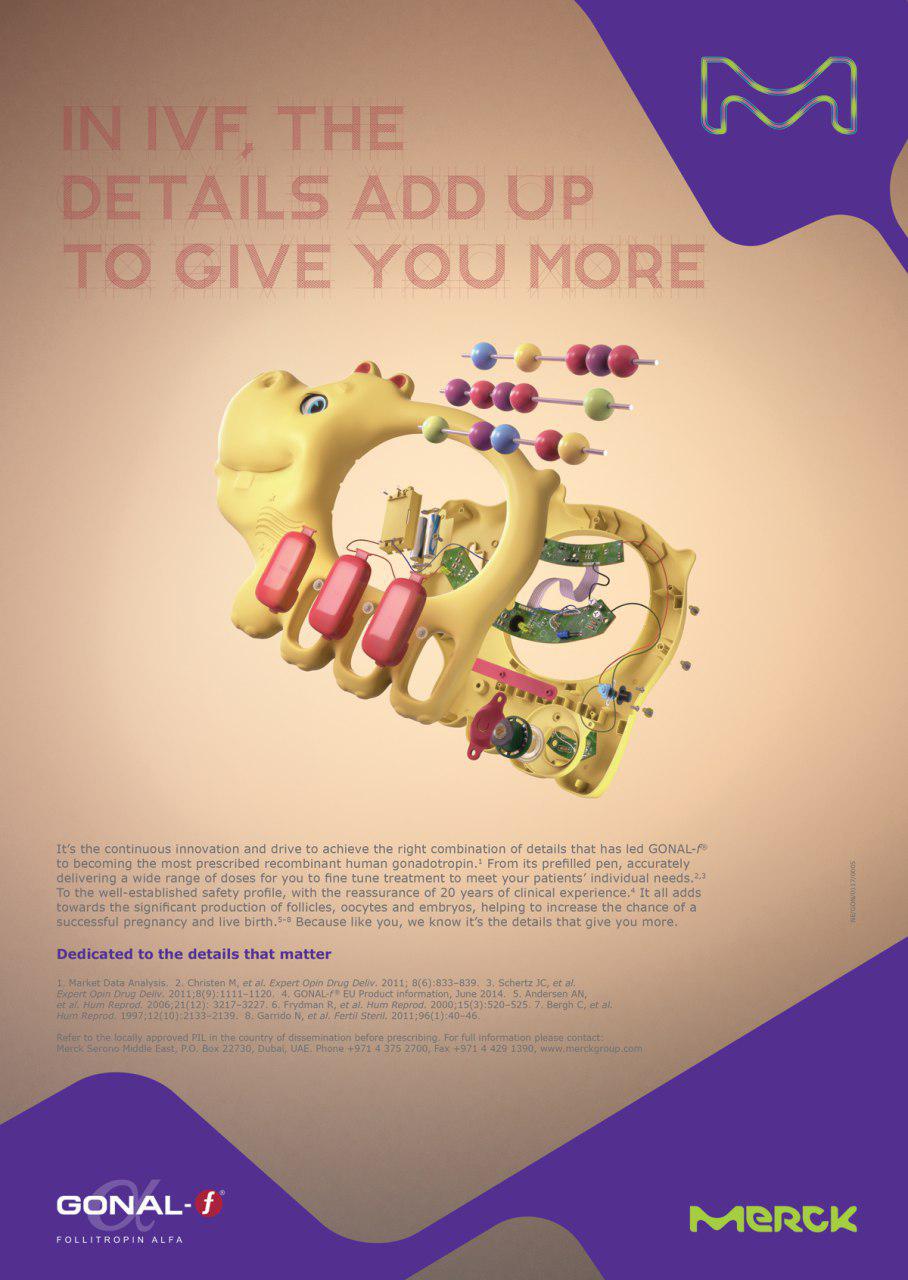 IN IVF, THE
DETAILS ADD UP
TO GIVE YOU MORE
It’s the continuous innovation and drive to achieve the right combination of details that has led GONAL-f®
to becoming the most prescribed recombinant human gonadotropin.¹ From its prefilled pen, accurately
delivering a wide range of doses for you to fine tune treatment to meet your patients’ individual needs.²,³
To the well-established safety profile, with the reassurance of 20 years of clinical experience.⁴ It all adds
towards the significant production of follicles, oocytes and embryos, helping to increase the chance of a
successful pregnancy and live birth.⁵⁻⁸ Because like you, we know it’s the details that give you more.
Dedicated to the details that matter
1. Market Data Analysis. 2. Christen M, et al. Expert Opin Drug Deliv. 2011; 8(6):833–839. 3. Schertz JC, et al.
Expert Opin Drug Deliv. 2011;8(9):1111–1120. 4. GONAL-f® EU Product information, June 2014. 5. Andersen AN,
et al. Hum Reprod. 2006;21(12): 3217–3227. 6. Frydman R, et al. Hum Reprod. 2000;15(3):520–525. 7. Bergh C, et al.
Hum Reprod. 1997;12(10):2133–2139. 8. Garrido N, et al. Fertil Steril. 2011;96(1):40–46.
Refer to the locally approved PIL in the country of dissemination before prescribing. For full information please contact:
Merck Serono Middle East, P.O. Box 22730, Dubai, UAE. Phone +971 4 375 2700, Fax +971 4 429 1390, www.merckgroup.com
GONAL-f®
FOLLITROPIN ALFA
MERCK